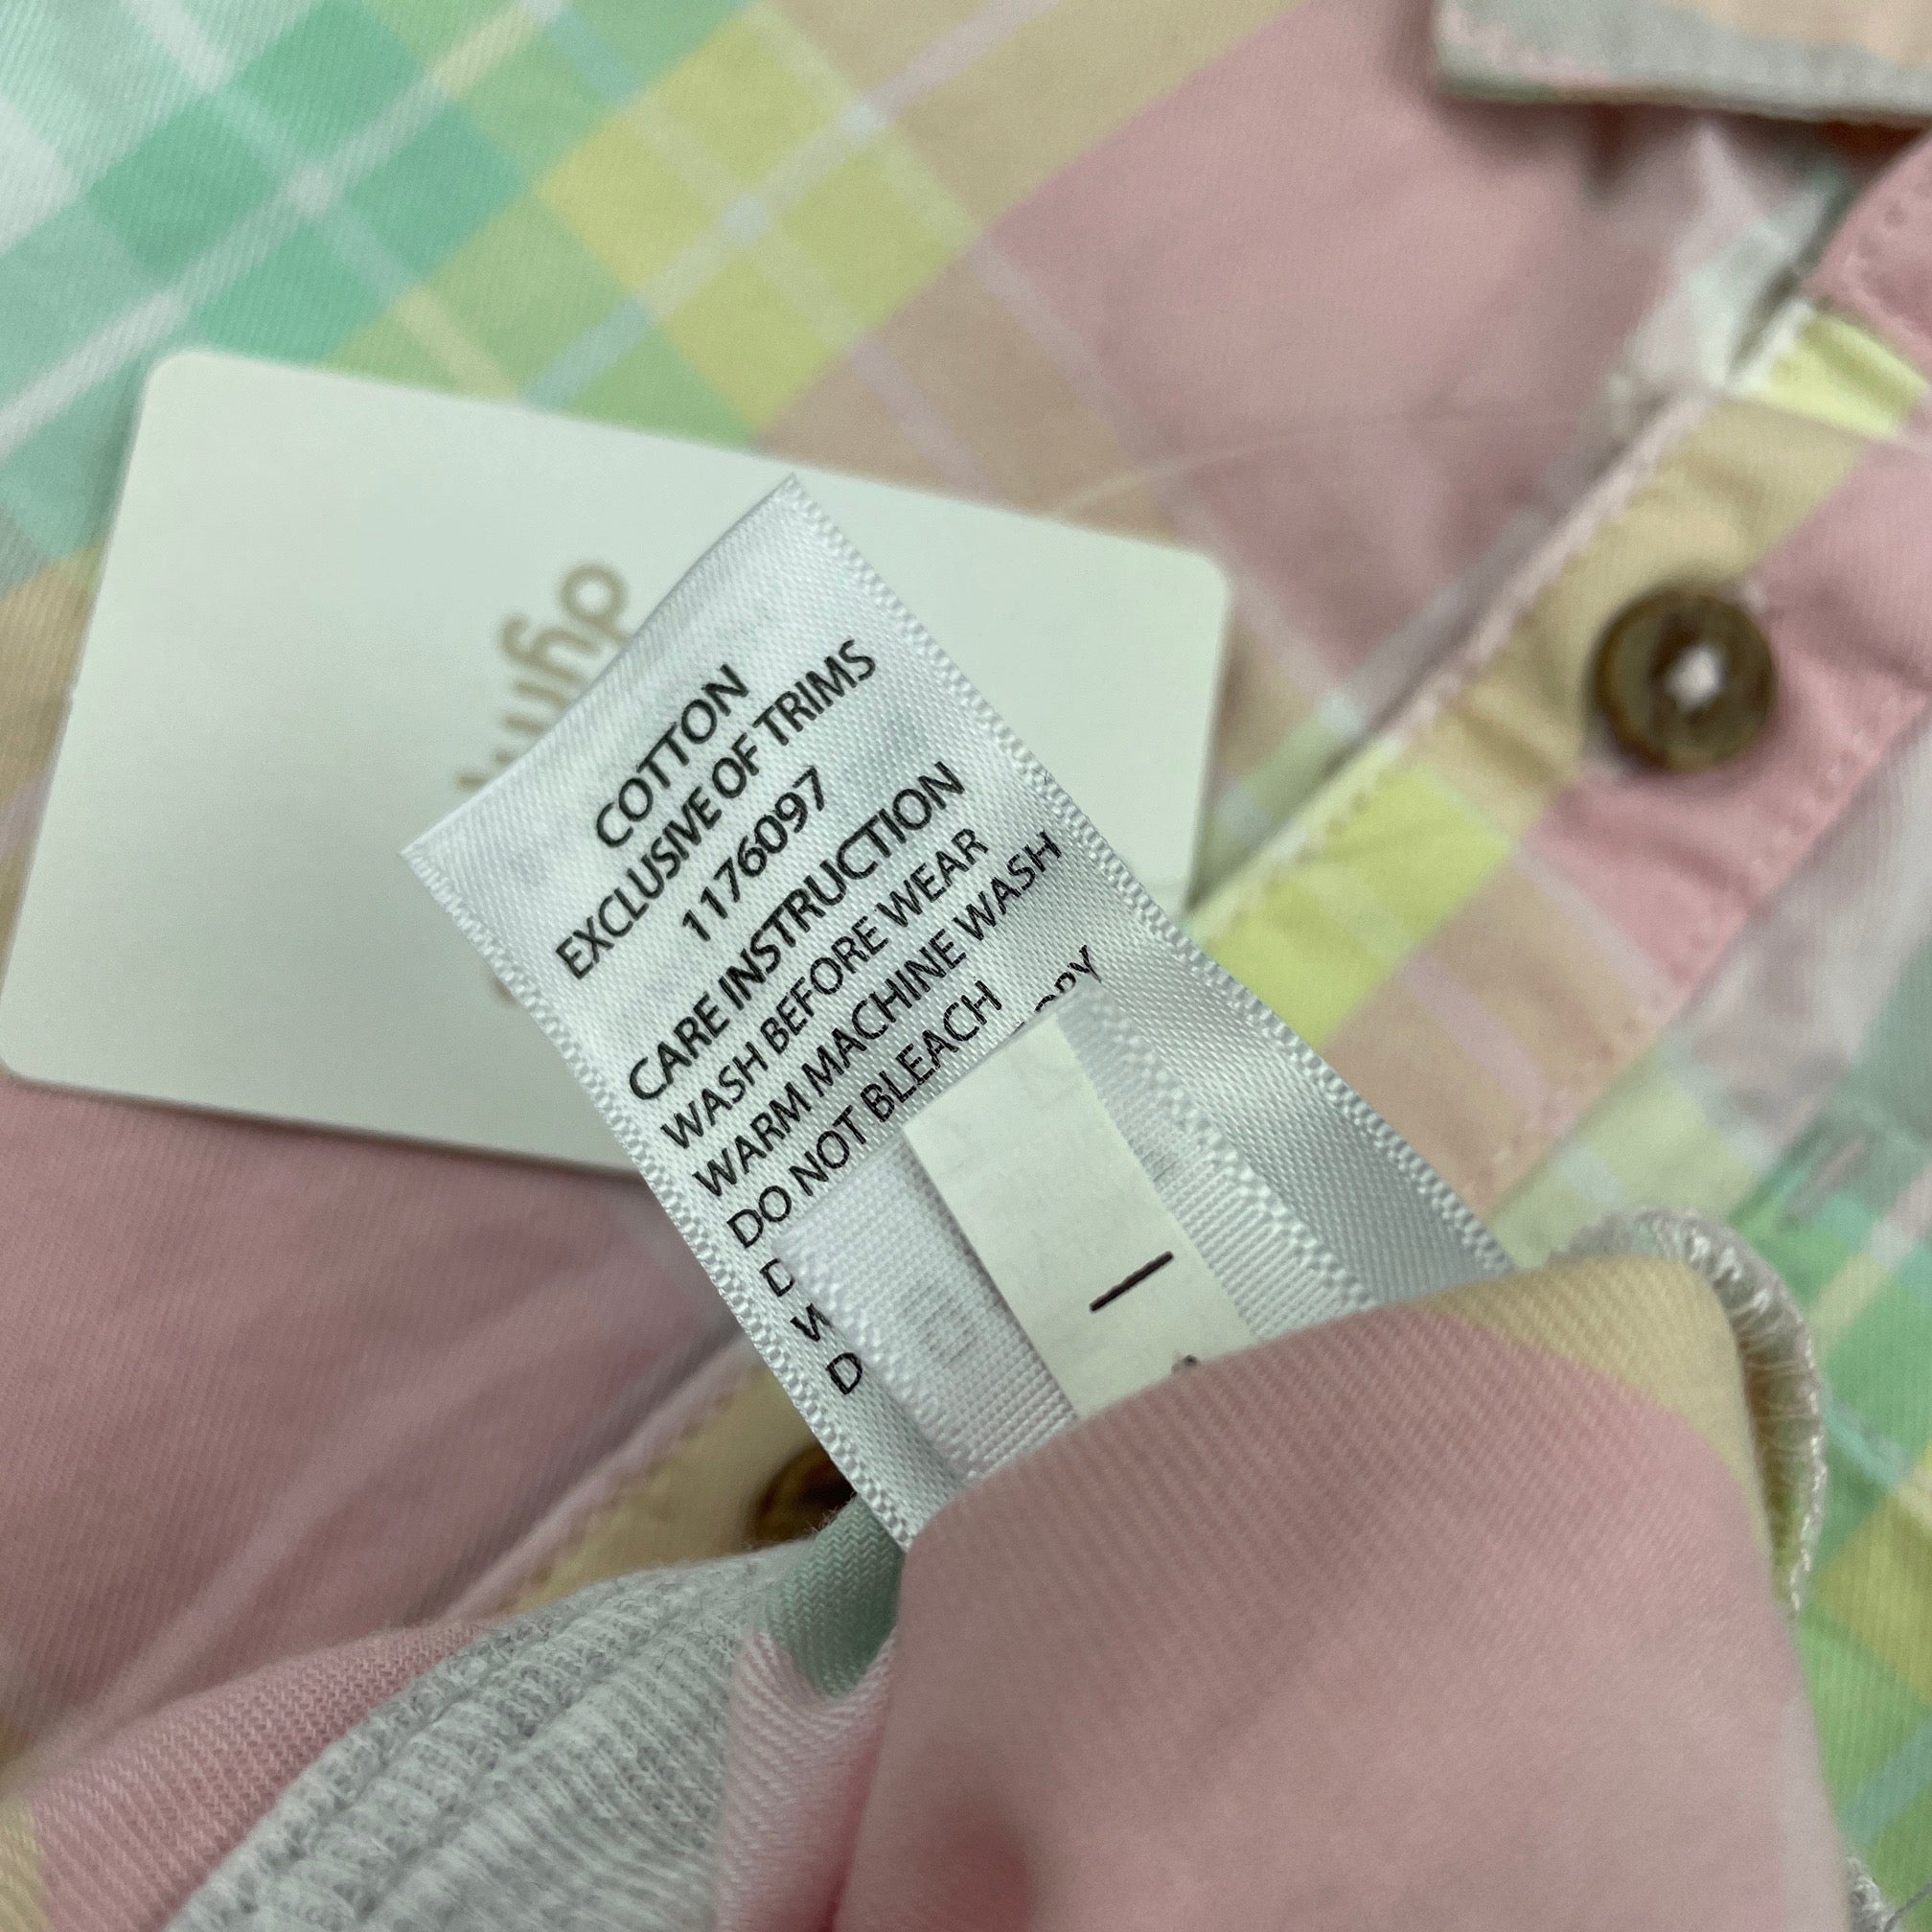 COTTON
EXCLUSIVE OF TRIMS
1176097
CARE INSTRUCTION
WASH BEFORE WEAR
WARM MACHINE WASH
DO NOT BLEACH